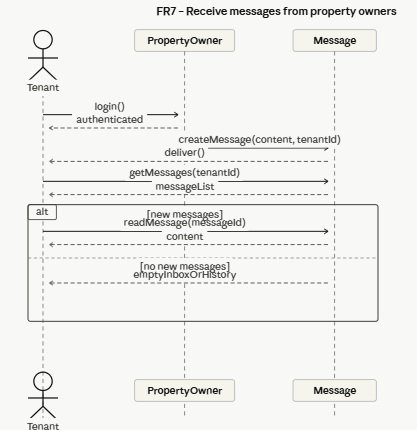 FR7 – Receive messages from property owners
PropertyOwner
Message
Tenant
login()
authenticated
createMessage(content, tenantId)
deliver()
getMessages(tenantId)
messageList
alt
[new messages]
readMessage(messageId)
content
[no new messages]
emptyInboxOrHistory
PropertyOwner
Message
Tenant